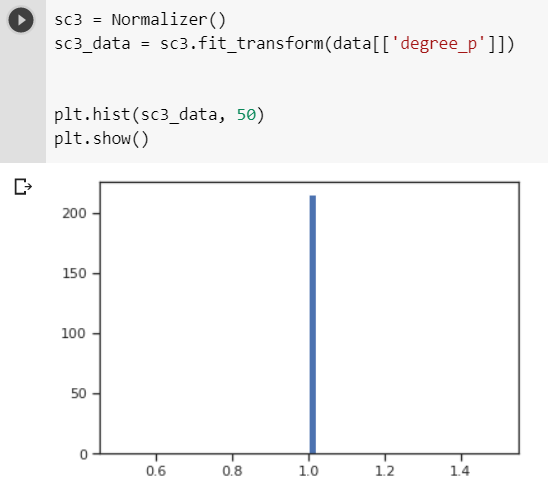 sc3 = Normalizer()
sc3_data = sc3.fit_transform(data[['degree_p']])
plt.hist(sc3_data, 50)
plt.show()
200
150
100
50
0
0.6 0.8 1.0 1.2 1.4